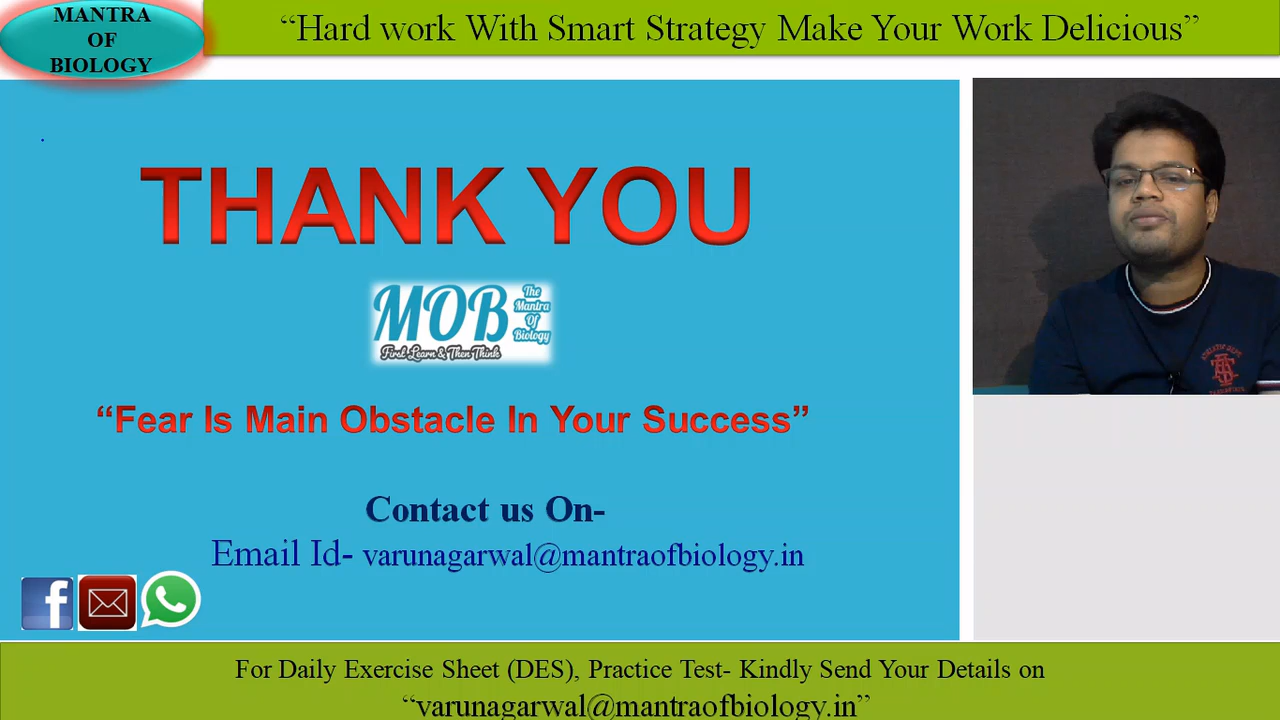 MANTRA
OF
BIOLOGY
“Hard work With Smart Strategy Make Your Work Delicious”
THANK YOU
MOB
The
Mantra
Of
Biology
First Learn & Then Think
“Fear Is Main Obstacle In Your Success”
Contact us On-
Email Id- varunagarwal@mantraofbiology.in
For Daily Exercise Sheet (DES), Practice Test- Kindly Send Your Details on
“varunagarwal@mantraofbiology.in”